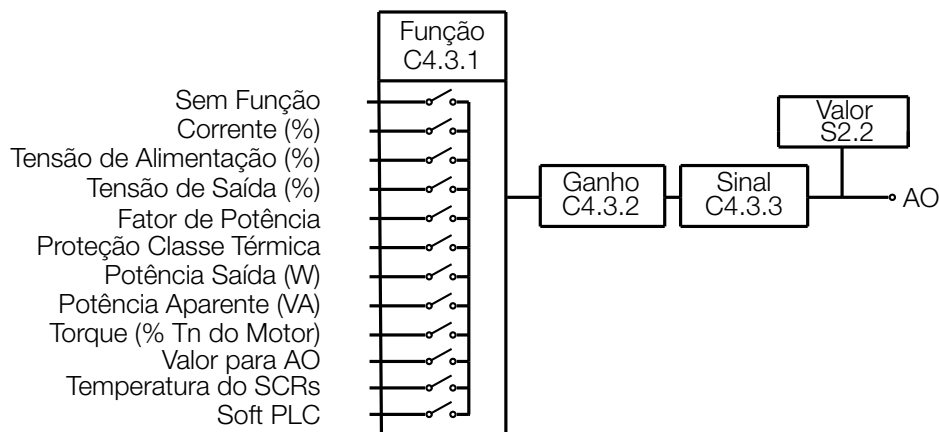 Função
C4.3.1
Sem Função
Corrente (%)
Tensão de Alimentação (%)
Tensão de Saída (%)
Fator de Potência
Proteção Classe Térmica
Potência Saída (W)
Potência Aparente (VA)
Torque (% Tn do Motor)
Valor para AO
Temperatura do SCRs
Soft PLC
Ganho
C4.3.2
Sinal
C4.3.3
Valor
S2.2
AO